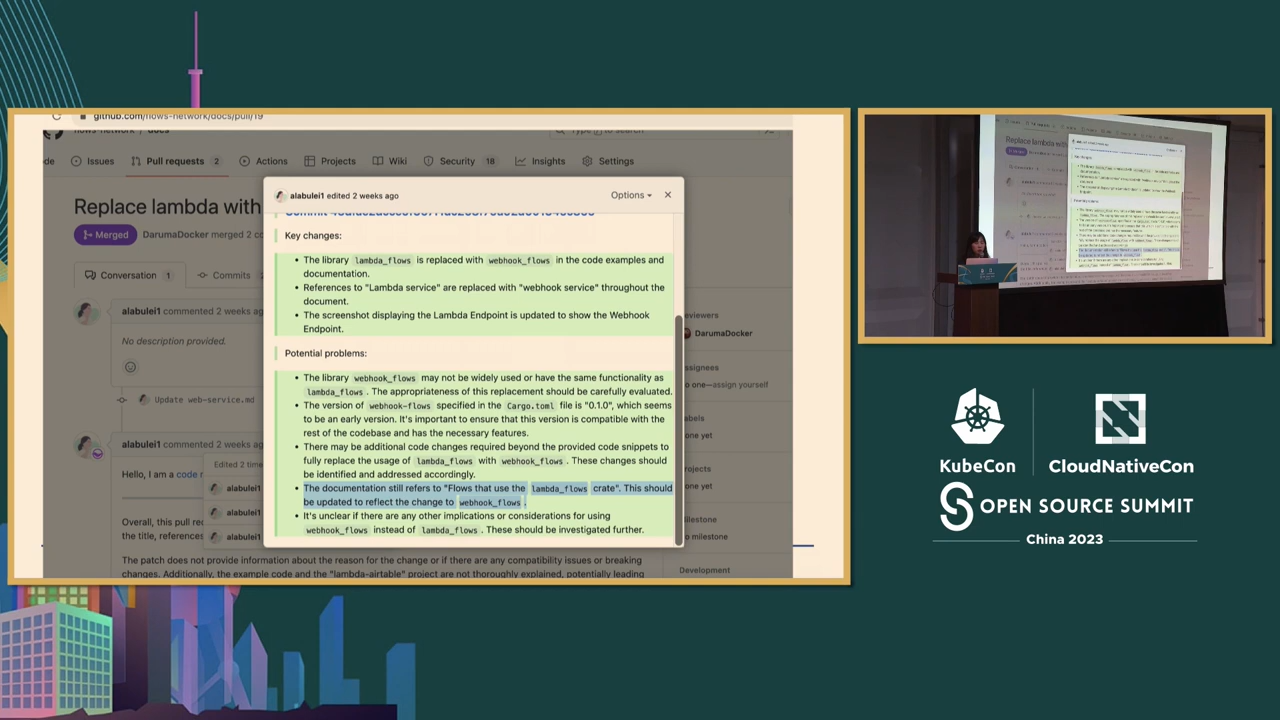 github.com/flows-network/docs/pull/19
flows-network / docs
Type / to search
de
Issues
Pull requests 2
Actions
Projects
Wiki
Security 18
Insights
Settings
Replace lambda with
Merged
DarumaDocker merged 2 co
Conversation 1
Commits
alabulei1 commented 2 weeks ag
No description provided.
Update web-service.md
alabulei1 commented 2 weeks ag
Edited 2 time
Hello, I am a code r
alabulei1
alabulei1
alabulei1
Overall, this pull rec
the title, references
The patch does not provide information about the reason for the change or if there are any compatibility issues or breaking
changes. Additionally, the example code and the "lambda-airtable" project are not thoroughly explained, potentially leading
alabulei1 edited 2 weeks ago
Options
Key changes:
• The library lambda_flows is replaced with webhook_flows in the code examples and
documentation.
• References to "Lambda service" are replaced with "webhook service" throughout the
document.
• The screenshot displaying the Lambda Endpoint is updated to show the Webhook
Endpoint.
Potential problems:
• The library webhook_flows may not be widely used or have the same functionality as
lambda_flows . The appropriateness of this replacement should be carefully evaluated.
• The version of webhook-flows specified in the Cargo.toml file is "0.1.0", which seems
to be an early version. It's important to ensure that this version is compatible with the
rest of the codebase and has the necessary features.
• There may be additional code changes required beyond the provided code snippets to
fully replace the usage of lambda_flows with webhook_flows . These changes should
be identified and addressed accordingly.
• The documentation still refers to "Flows that use the lambda_flows crate". This should
be updated to reflect the change to webhook_flows .
• It's unclear if there are any other implications or considerations for using
webhook_flows instead of lambda_flows . These should be investigated further.
eviewers
DarumaDocker
ssignees
o one—assign yourself
abels
one yet
rojects
one yet
ilestone
o milestone
Development
Replace lambda with
KubeCon
CloudNativeCon
OPEN SOURCE SUMMIT
China 2023